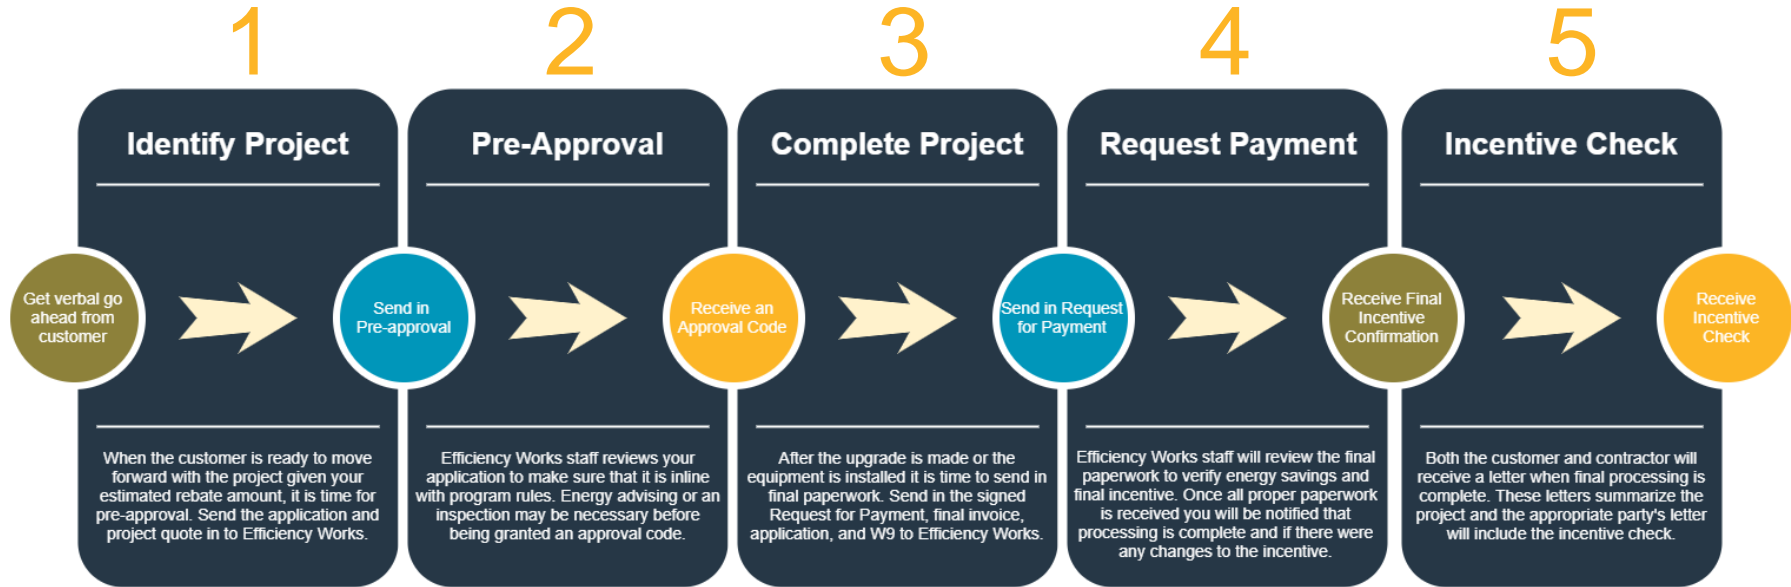 1
2
3
4
5
Identify Project
Pre-Approval
Complete Project
Request Payment
Incentive Check
Get verbal go
ahead from
customer
Send in
Pre-approval
Receive an
Approval Code
Send in Request
for Payment
Receive Final
Incentive
Confirmation
Receive
Incentive
Check
When the customer is ready to move
forward with the project given your
estimated rebate amount, it is time for
pre-approval. Send the application and
project quote in to Efficiency Works.
Efficiency Works staff reviews your
application to make sure that it is inline
with program rules. Energy advising or an
inspection may be necessary before
being granted an approval code.
After the upgrade is made or the
equipment is installed it is time to send in
final paperwork. Send in the signed
Request for Payment, final invoice,
application, and W9 to Efficiency Works.
Efficiency Works staff will review the final
paperwork to verify energy savings and
final incentive. Once all proper paperwork
is received you will be notified that
processing is complete and if there were
any changes to the incentive.
Both the customer and contractor will
receive a letter when final processing is
complete. These letters summarize the
project and the appropriate party's letter
will include the incentive check.